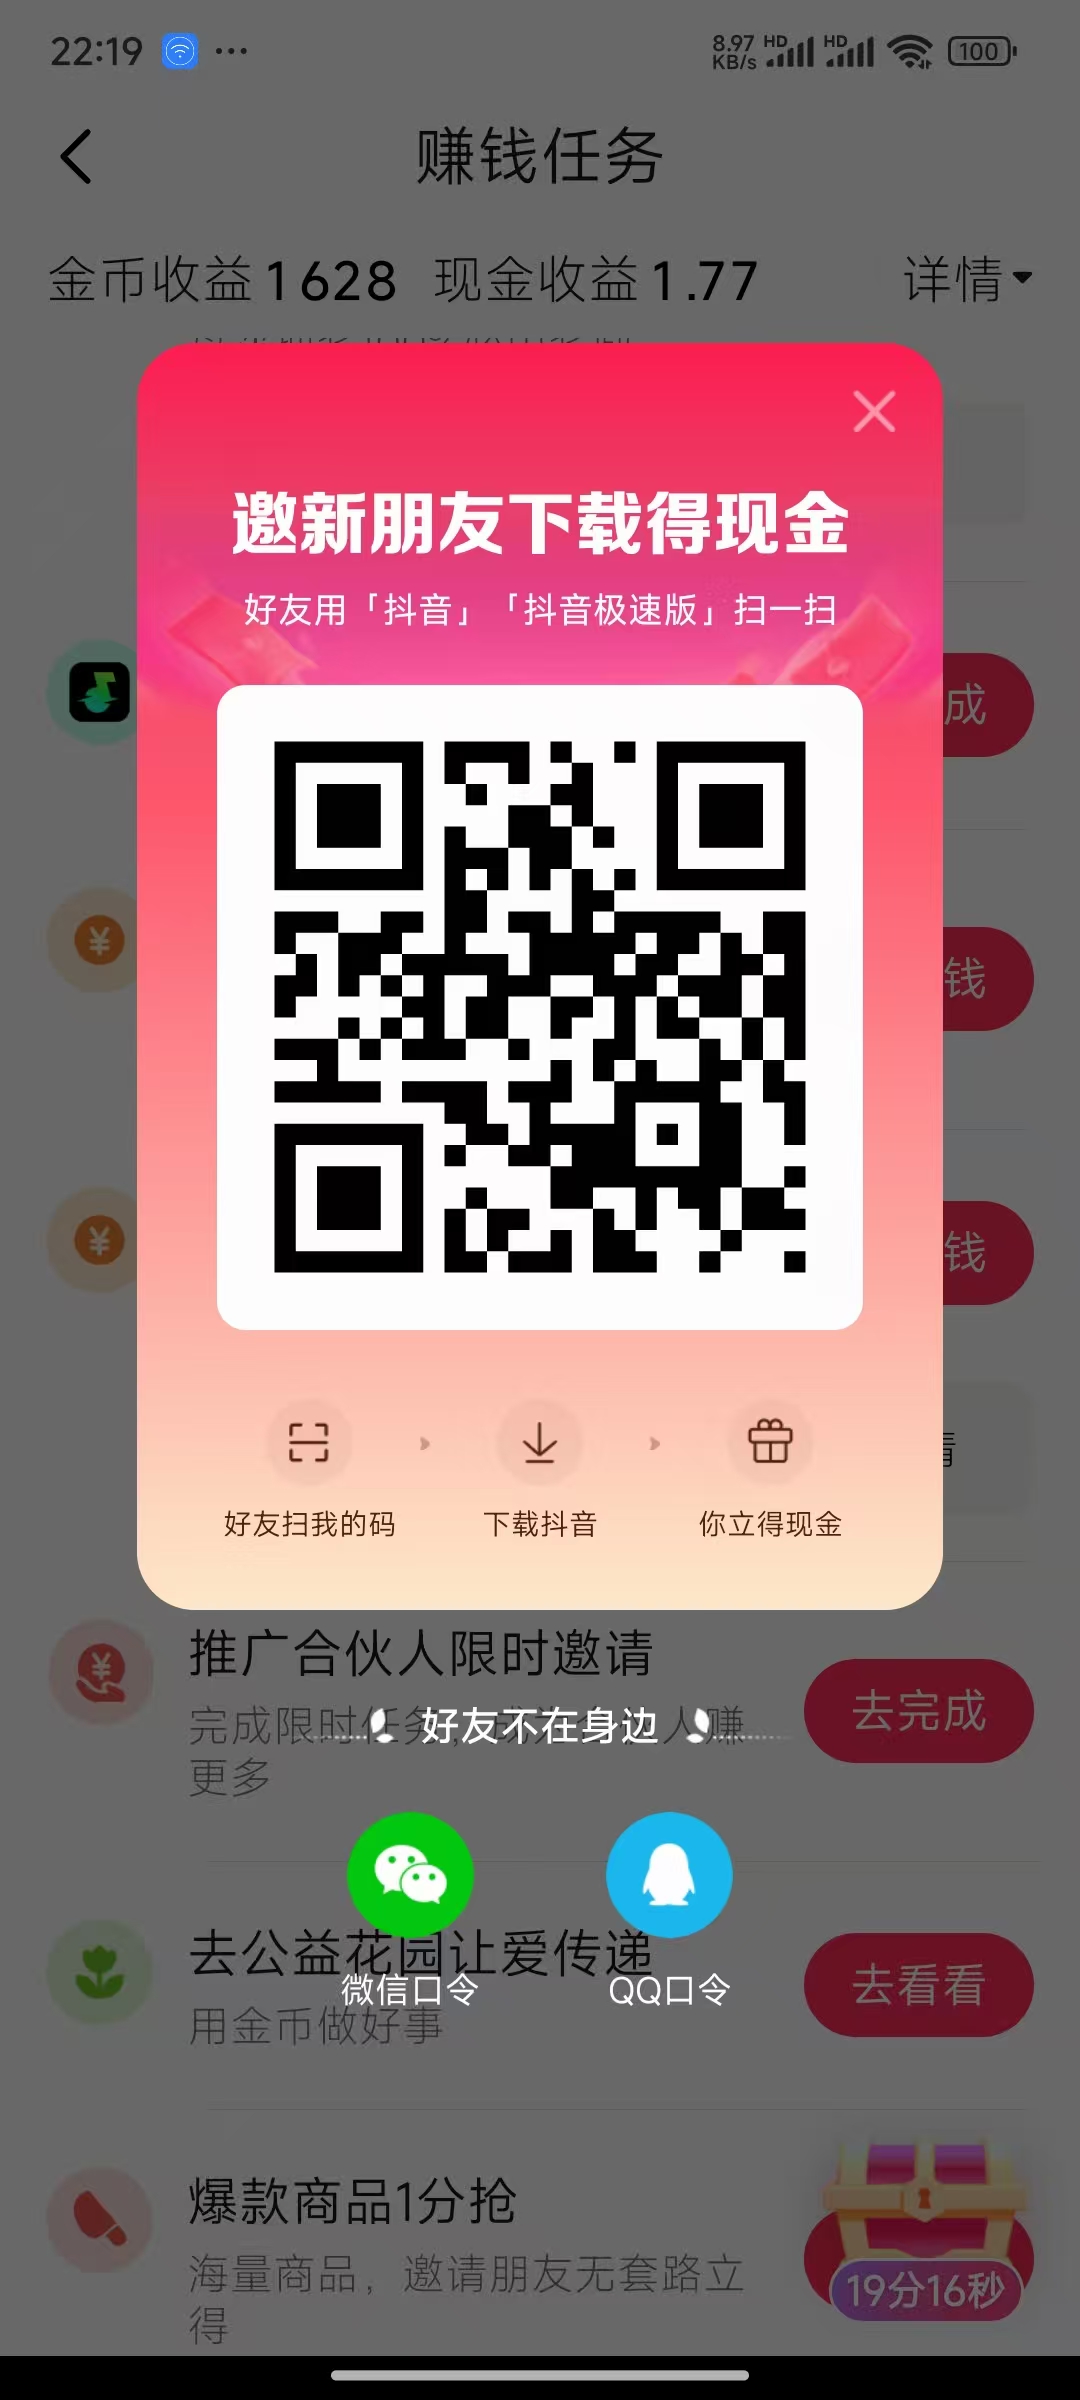 22:19
8.97 KB/s HD HD 100
赚钱任务
金币收益 1628 现金收益 1.77 详情
邀新朋友下载得现金
好友用「抖音」「抖音极速版」扫一扫
成
¥
钱
¥
钱
好友扫我的码 下载抖音 你立得现金
推广合伙人限时邀请
去完成
好友不在身边
更多
去公益花园让爱传递
去看看
微信口令 QQ口令
用金币做好事
爆款商品1分抢
海量商品，邀请朋友无套路立
得
19分16秒